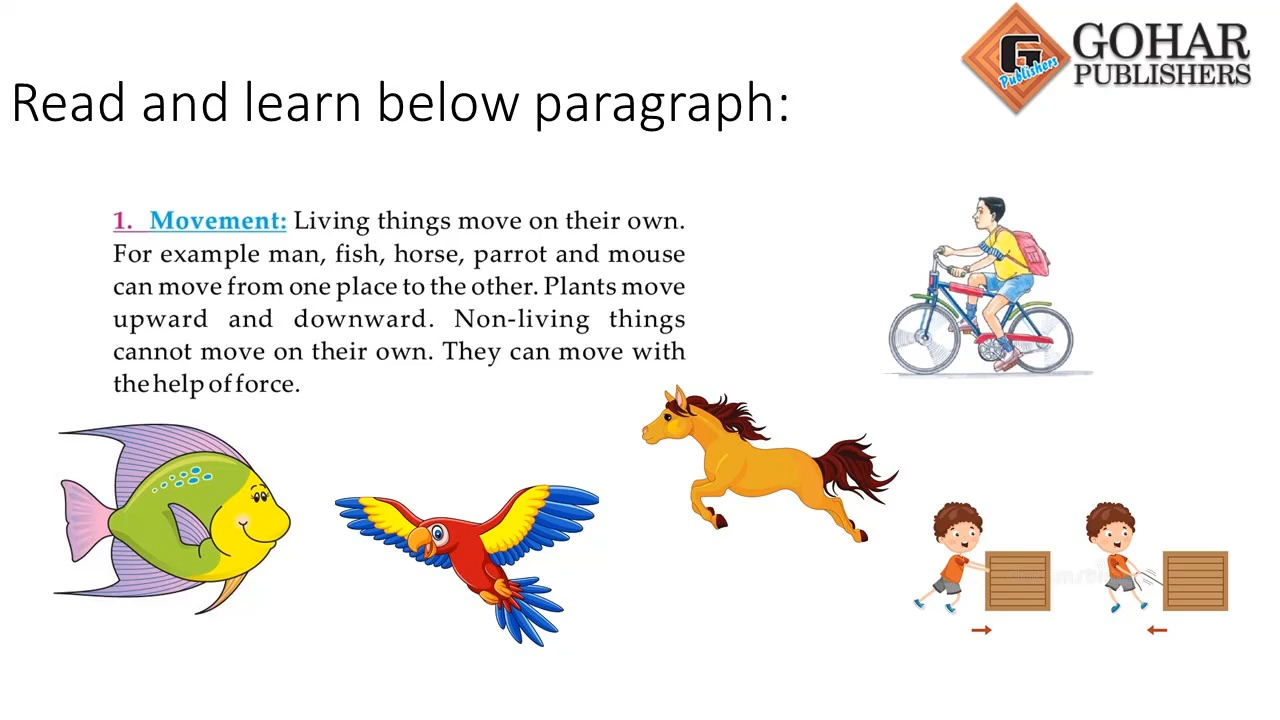 G
Publishers
GOHAR
PUBLISHERS
Read and learn below paragraph:
1. Movement: Living things move on their own.
For example man, fish, horse, parrot and mouse
can move from one place to the other. Plants move
upward and downward. Non-living things
cannot move on their own. They can move with
the help of force.